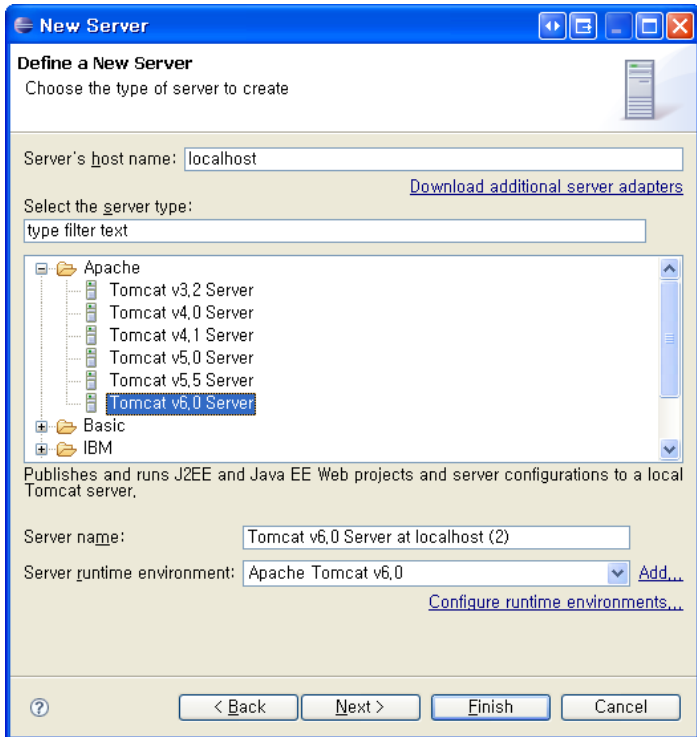 New Server
Define a New Server
Choose the type of server to create
Server's host name: localhost
Download additional server adapters
Select the server type:
type filter text
Apache
Tomcat v3.2 Server
Tomcat v4.0 Server
Tomcat v4.1 Server
Tomcat v5.0 Server
Tomcat v5.5 Server
Tomcat v6.0 Server
Basic
IBM
Publishes and runs J2EE and Java EE Web projects and server configurations to a local
Tomcat server.
Server name: Tomcat v6.0 Server at localhost (2)
Server runtime environment: Apache Tomcat v6.0 Add...
Configure runtime environments...
? < Back Next > Finish Cancel